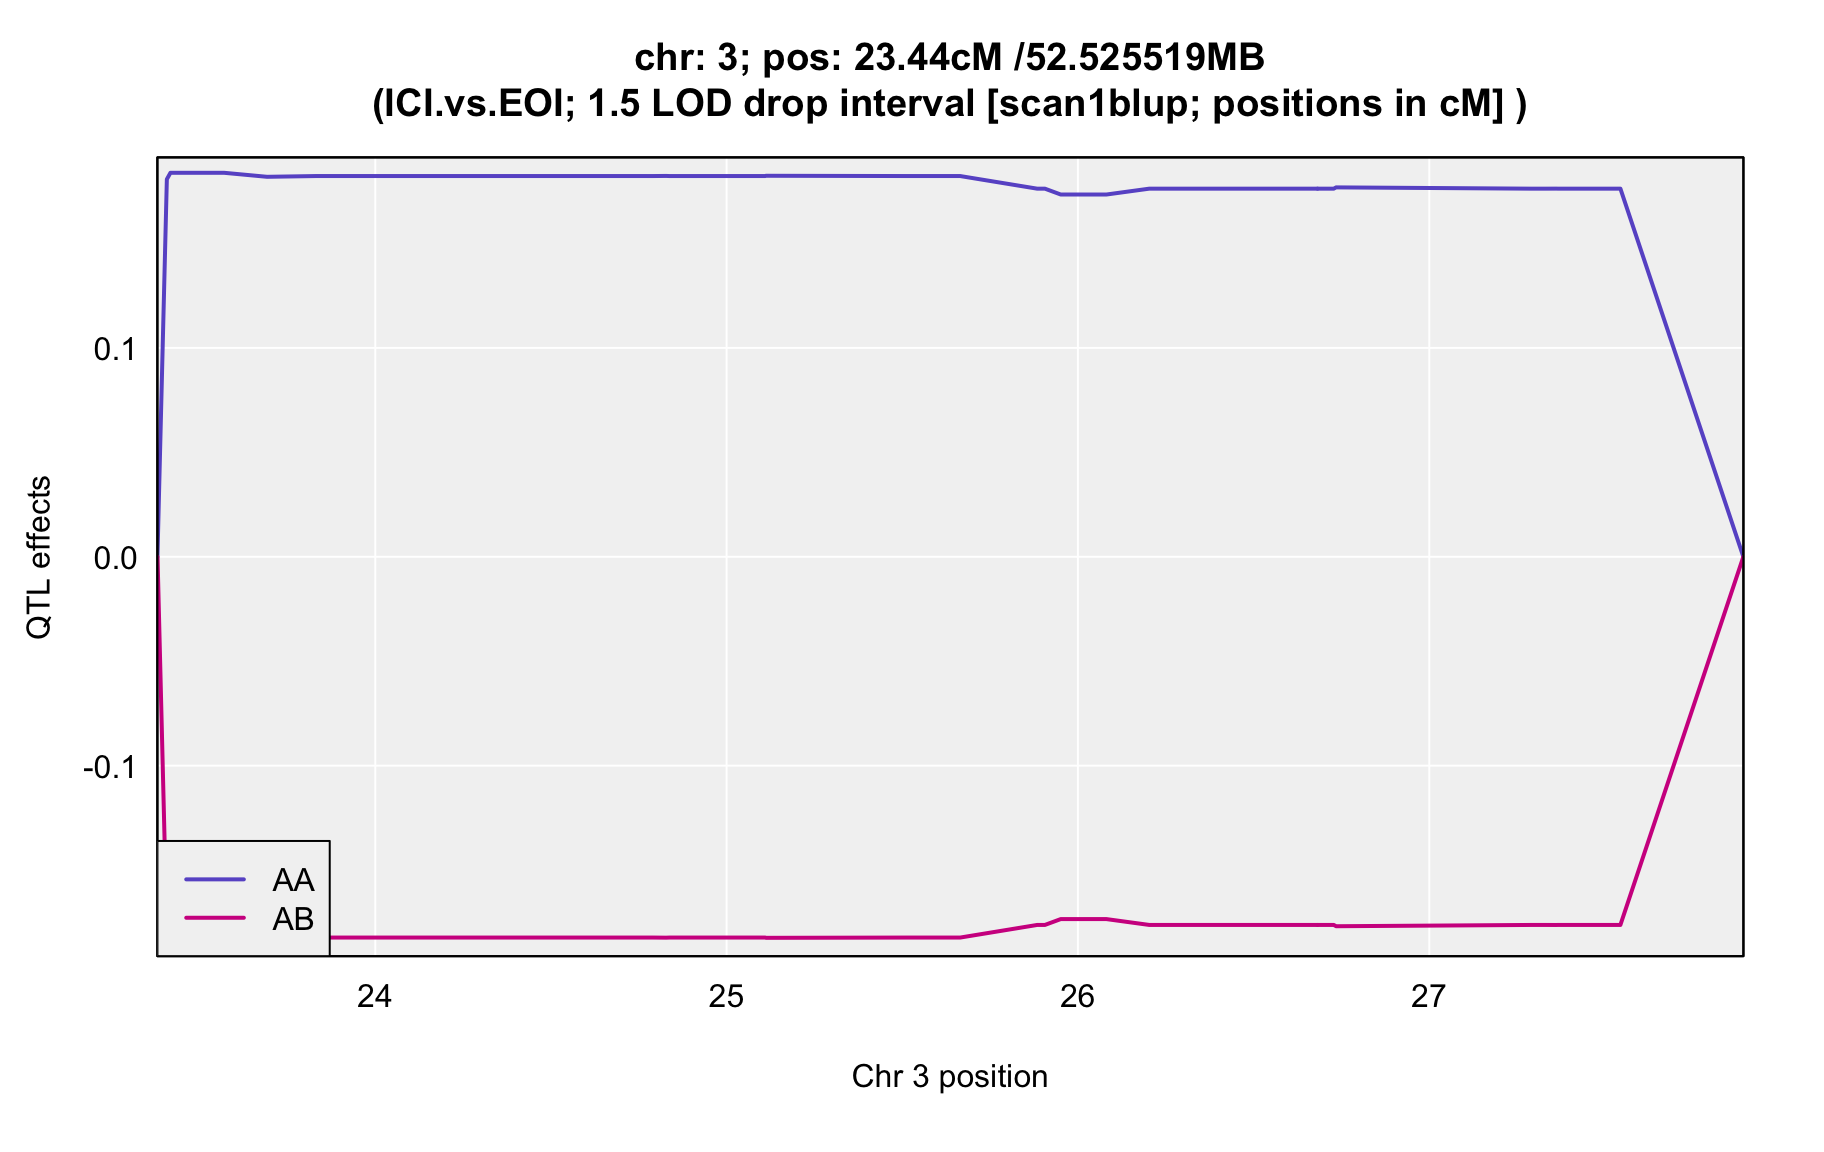 chr: 3; pos: 23.44cM /52.525519MB
(ICI.vs.EOI; 1.5 LOD drop interval [scan1blup; positions in cM] )
QTL effects
0.1
0.0
-0.1
AA
AB
24 25 26 27
Chr 3 position